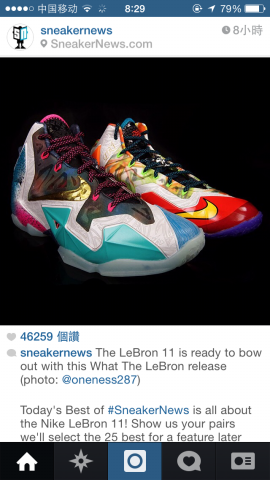 中国移动 8:29 79%
sneakernews 8小時
SneakerNews.com
46259 個讚
sneakernews The LeBron 11 is ready to bow
out with this What The LeBron release
(photo: @oneness287)
Today's Best of #SneakerNews is all about
the Nike LeBron 11! Show us your pairs
we'll select the 25 best for a feature later